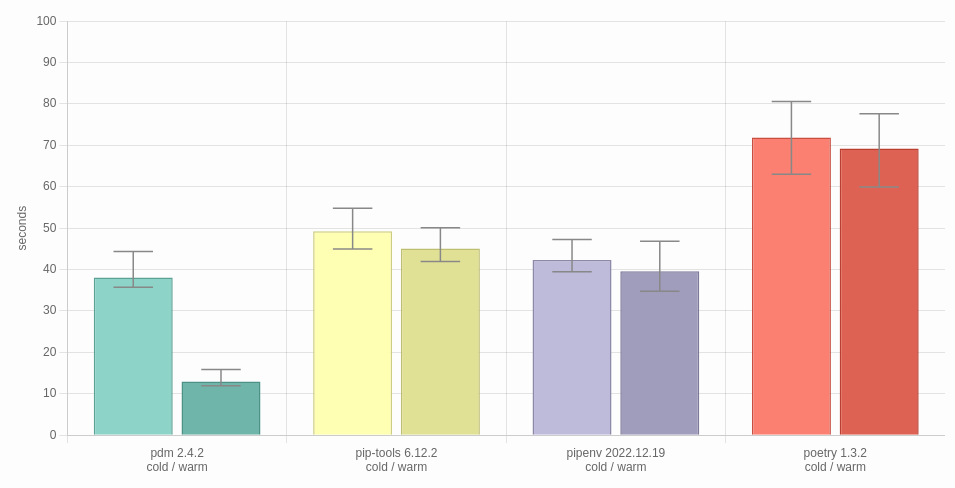 100
90
80
70
60
50
40
30
20
10
0
seconds
pdm 2.4.2
cold / warm
pip-tools 6.12.2
cold / warm
pipenv 2022.12.19
cold / warm
poetry 1.3.2
cold / warm